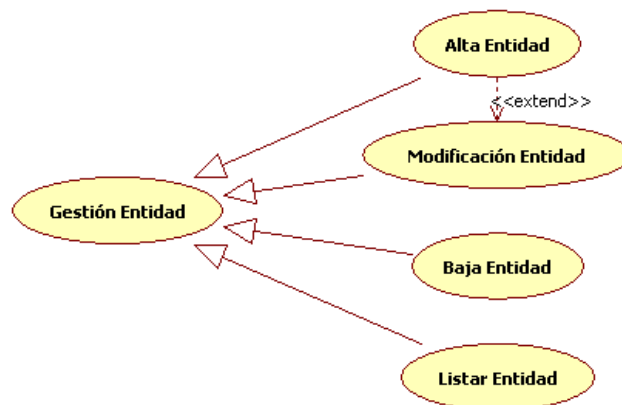 Alta Entidad
<<extend>>
Modificación Entidad
Gestión Entidad
Baja Entidad
Listar Entidad